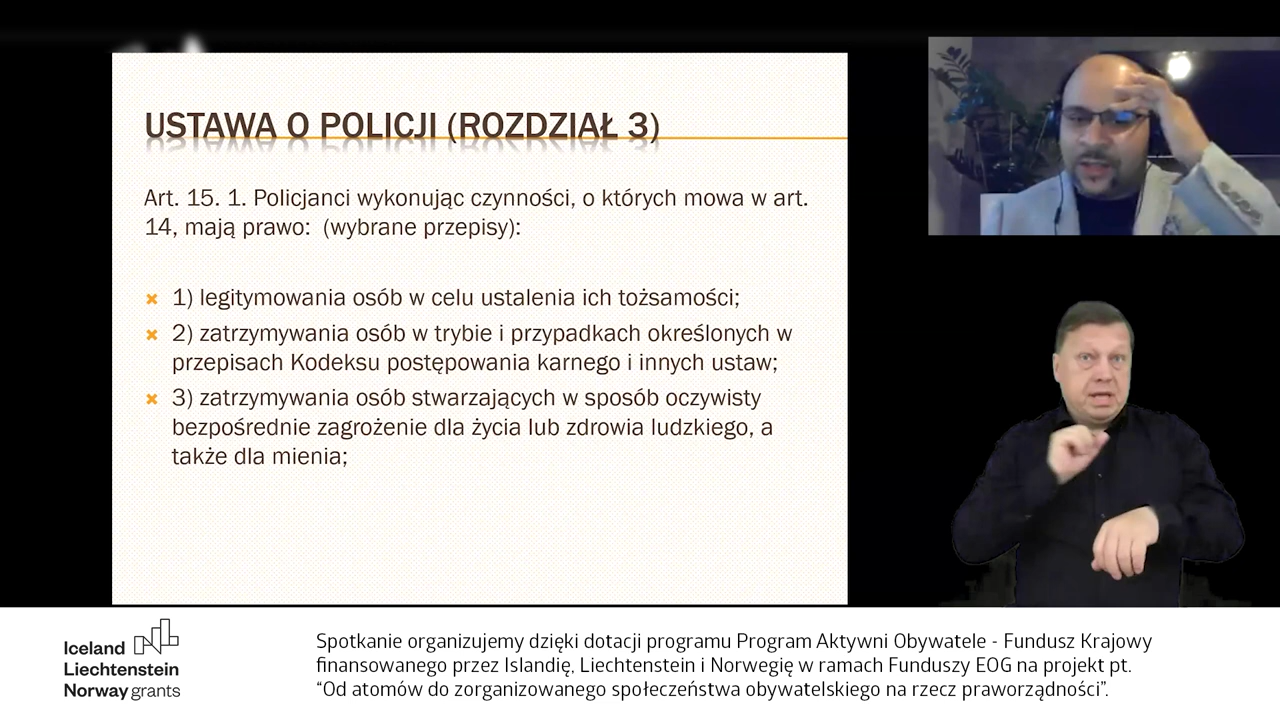 USTAWA O POLICJI (ROZDZIAŁ 3)
Art. 15. 1. Policjanci wykonując czynności, o których mowa w art.
14, mają prawo: (wybrane przepisy):
1) legitymowania osób w celu ustalenia ich tożsamości;
2) zatrzymywania osób w trybie i przypadkach określonych w
przepisach Kodeksu postępowania karnego i innych ustaw;
3) zatrzymywania osób stwarzających w sposób oczywisty
bezpośrednie zagrożenie dla życia lub zdrowia ludzkiego, a
także dla mienia;
Iceland
Liechtenstein
Norway grants
Spotkanie organizujemy dzięki dotacji programu Program Aktywni Obywatele - Fundusz Krajowy
finansowanego przez Islandię, Liechtenstein i Norwegię w ramach Funduszy EOG na projekt pt.
“Od atomów do zorganizowanego społeczeństwa obywatelskiego na rzecz praworządności”.